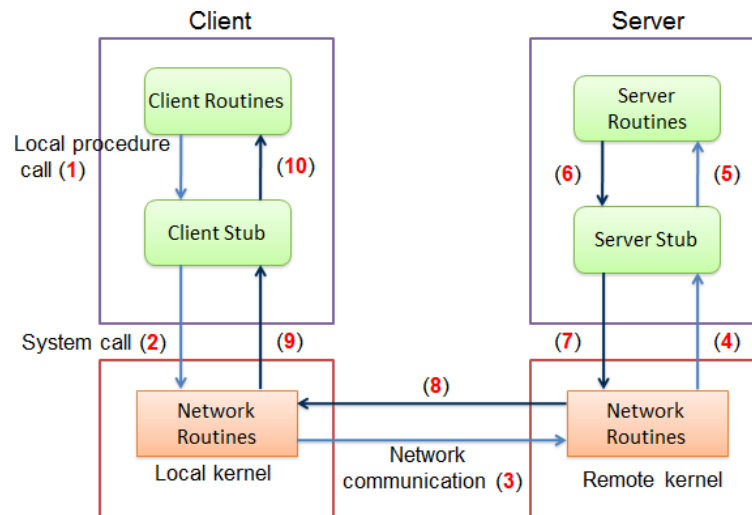 Client
Server
Client Routines
Server
Routines
Local procedure
call (1)
(10)
(6)
(5)
Client Stub
Server Stub
System call (2)
(9)
(7)
(4)
(8)
Network
Routines
Network
Routines
Local kernel
Network
communication (3)
Remote kernel